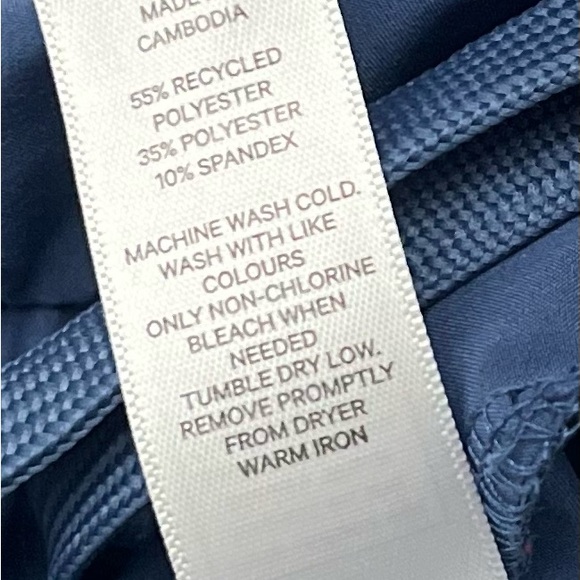 MADE
CAMBODIA
55% RECYCLED
POLYESTER
35% POLYESTER
10% SPANDEX
MACHINE WASH COLD.
WASH WITH LIKE
COLOURS
ONLY NON-CHLORINE
BLEACH WHEN
NEEDED
TUMBLE DRY LOW.
REMOVE PROMPTLY
FROM DRYER
WARM IRON